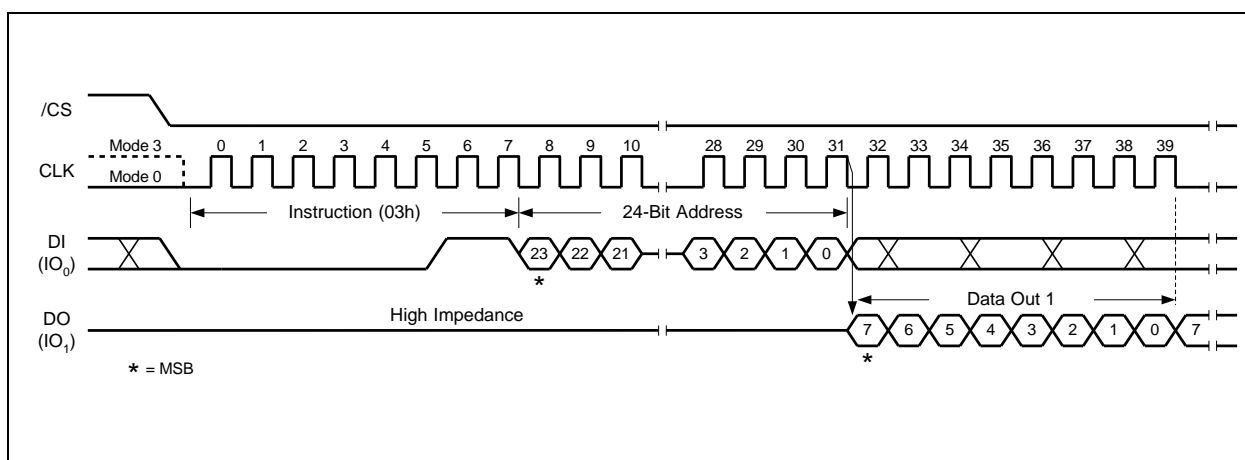 /CS
Mode 3
CLK
Mode 0
0 1 2 3 4 5 6 7 8 9 10 28 29 30 31 32 33 34 35 36 37 38 39
Instruction (03h)
24-Bit Address
DI
(IO0)
23 22 21 3 2 1 0
*
Data Out 1
DO
(IO1)
High Impedance
7 6 5 4 3 2 1 0 7
*
* = MSB